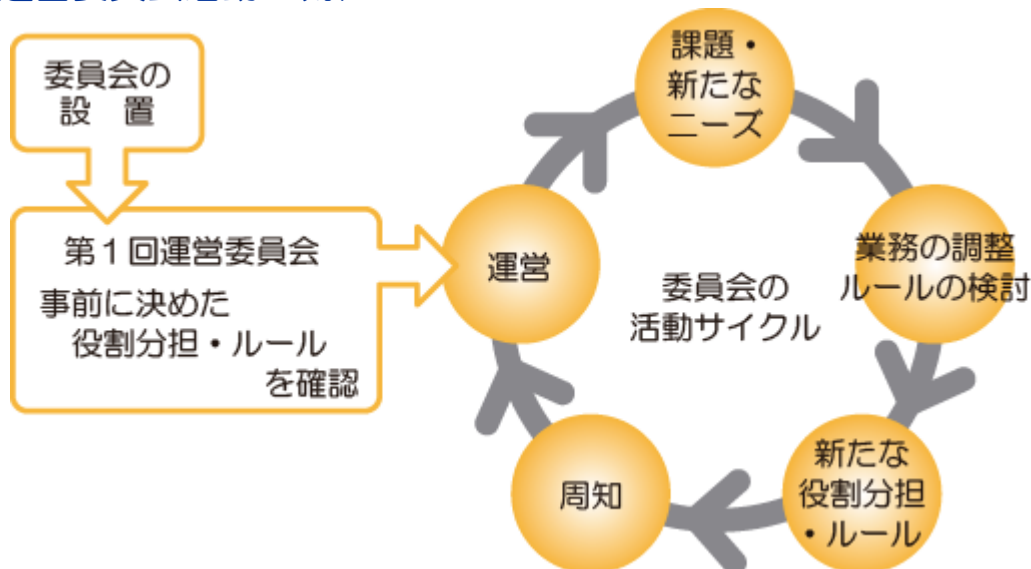 委員会の
設　置
第１回運営委員会
事前に決めた
役割分担・ルール
を確認
運営
課題・
新たな
ニーズ
業務の調整
ルールの検討
新たな
役割分担
・ルール
周知
委員会の
活動サイクル